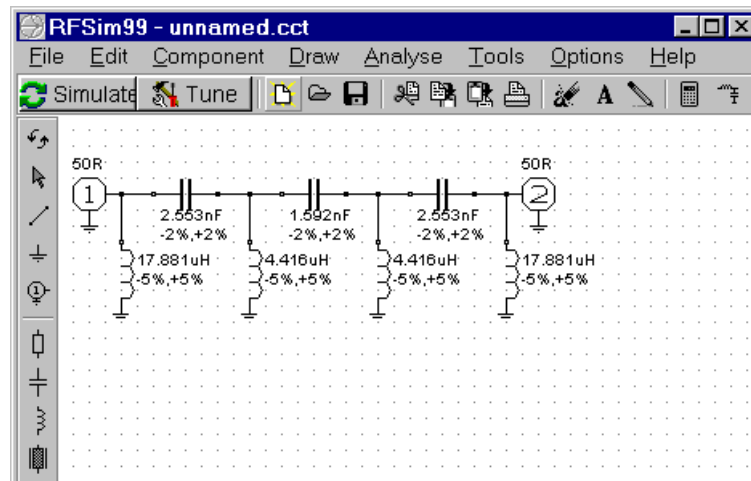 RFSim99 - unnamed.cct
File Edit Component Draw Analyse Tools Options Help
Simulate Tune A
50R 50R
1 2
2.553nF 1.592nF 2.553nF
-2%,+2% -2%,+2% -2%,+2%
17.881uH 4.416uH 4.416uH 17.881uH
-5%,+5% -5%,+5% -5%,+5% -5%,+5%
1